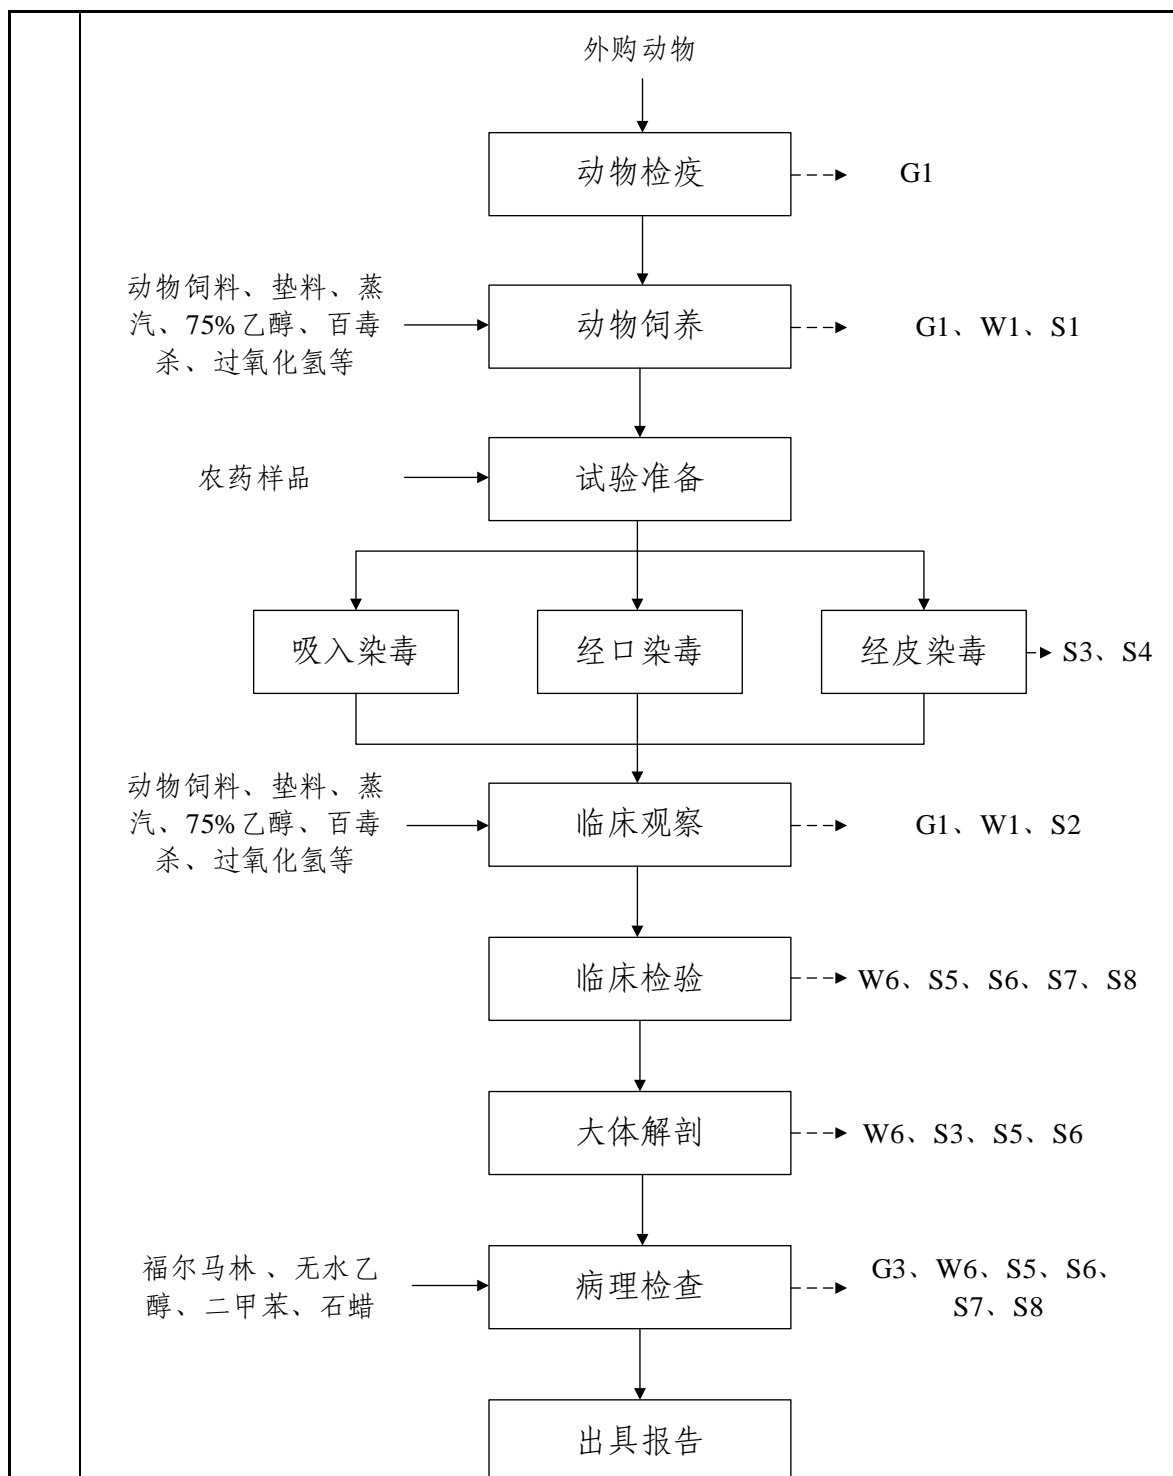 外购动物
动物检疫
G1
动物饲料、垫料、蒸
汽、75%乙醇、百毒
杀、过氧化氢等
动物饲养
G1、W1、S1
农药样品
试验准备
吸入染毒
经口染毒
经皮染毒
S3、S4
动物饲料、垫料、蒸
汽、75%乙醇、百毒
杀、过氧化氢等
临床观察
G1、W1、S2
临床检验
W6、S5、S6、S7、S8
大体解剖
W6、S3、S5、S6
福尔马林 、无水乙
醇、二甲苯、石蜡
病理检查
G3、W6、S5、S6、
S7、S8
出具报告